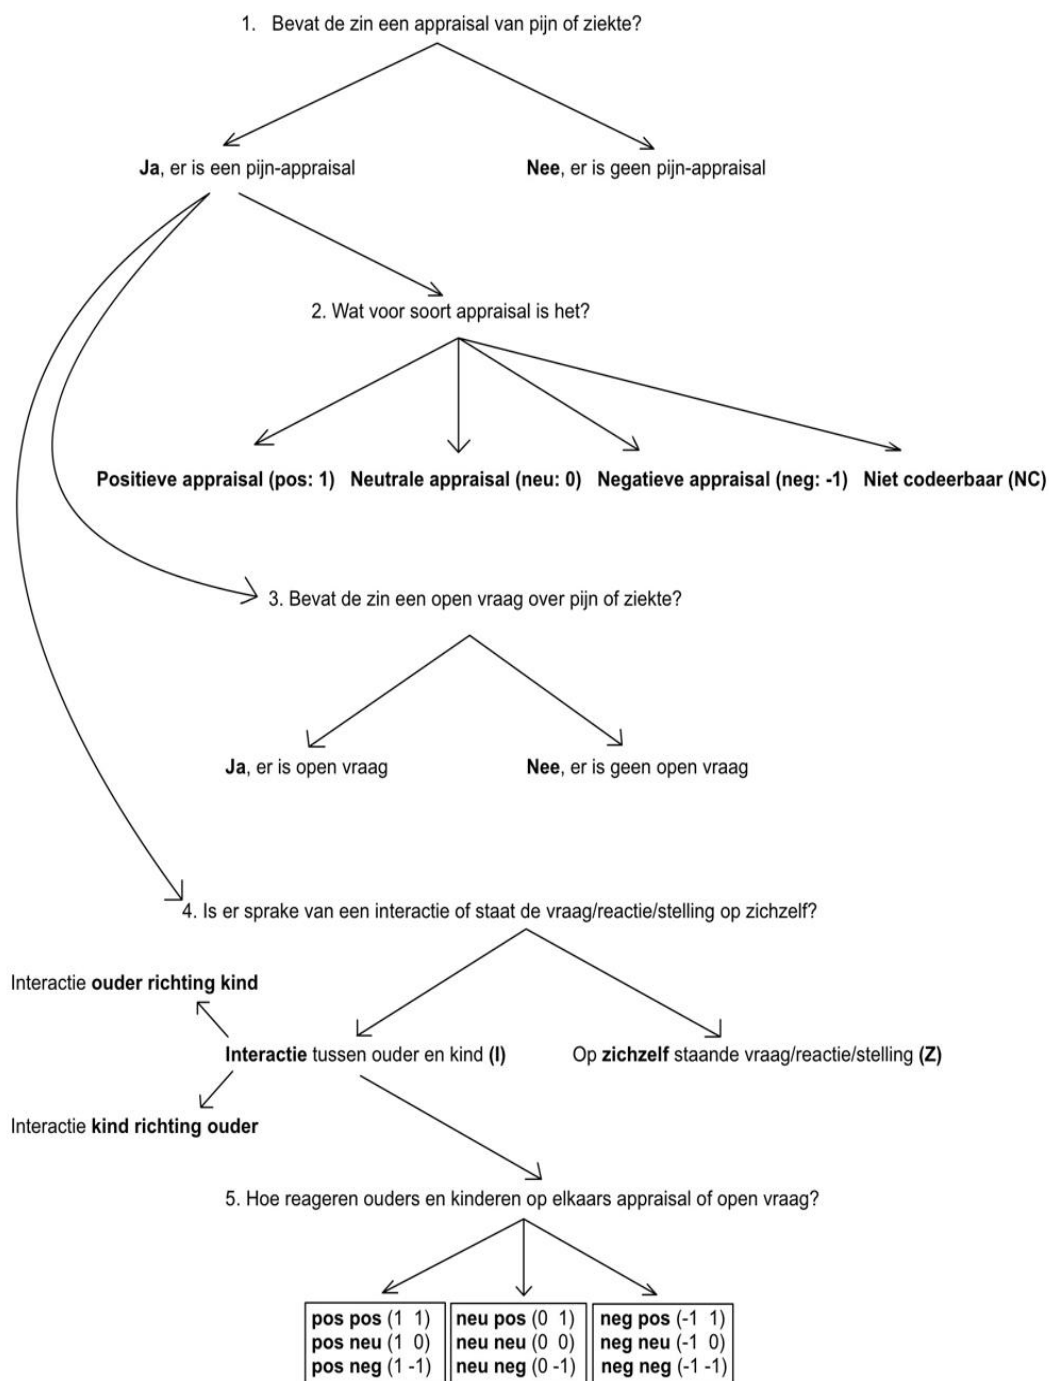 1. Bevat de zin een appraisal van pijn of ziekte?
Ja, er is een pijn-appraisal
Nee, er is geen pijn-appraisal
2. Wat voor soort appraisal is het?
Positieve appraisal (pos: 1)
Neutrale appraisal (neu: 0)
Negatieve appraisal (neg: -1)
Niet codeerbaar (NC)
3. Bevat de zin een open vraag over pijn of ziekte?
Ja, er is open vraag
Nee, er is geen open vraag
4. Is er sprake van een interactie of staat de vraag/reactie/stelling op zichzelf?
Interactie ouder richting kind
Interactie tussen ouder en kind (I)
Op zichzelf staande vraag/reactie/stelling (Z)
Interactie kind richting ouder
5. Hoe reageren ouders en kinderen op elkaars appraisal of open vraag?
pos pos (1 1)
pos neu (1 0)
pos neg (1 -1)
neu pos (0 1)
neu neu (0 0)
neu neg (0 -1)
neg pos (-1 1)
neg neu (-1 0)
neg neg (-1 -1)